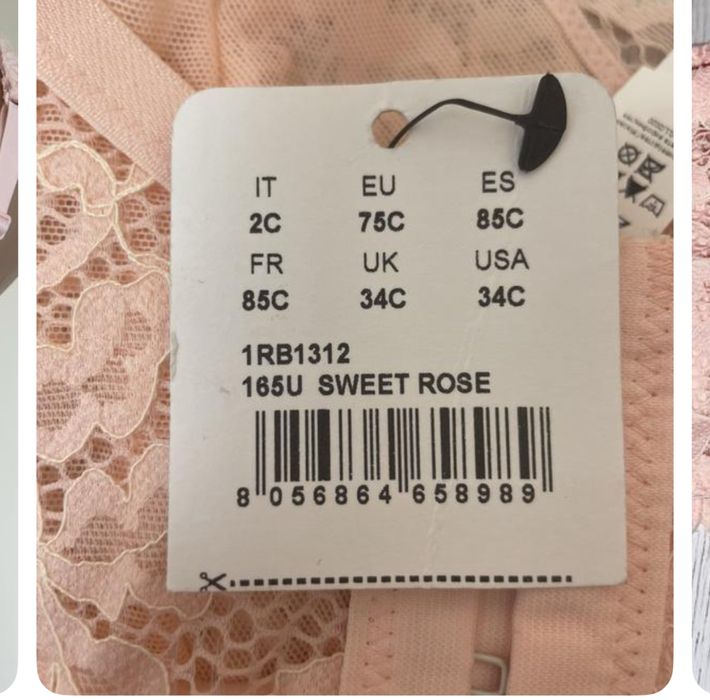 IT EU ES
2C 75C 85C
FR UK USA
85C 34C 34C
1RB1312
165U SWEET ROSE
8 056864 658989